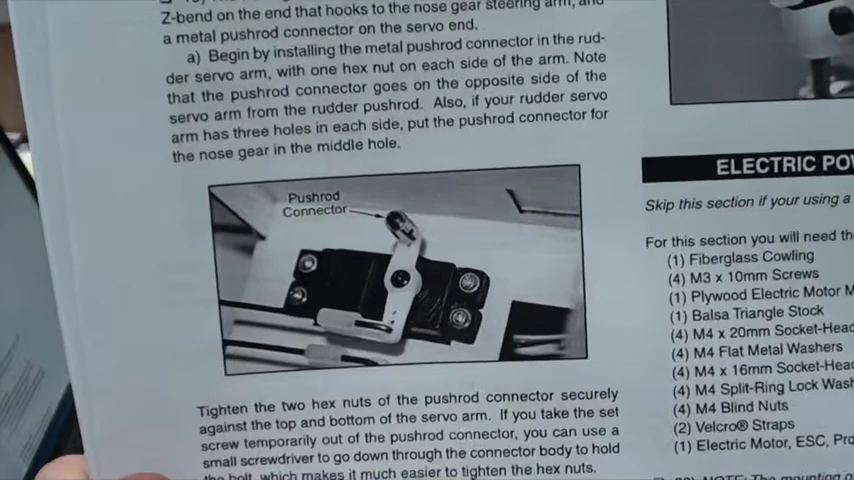 Z-bend on the end that hooks to the nose gear steering arm, and
a metal pushrod connector on the servo end.
a) Begin by installing the metal pushrod connector in the rud-
der servo arm, with one hex nut on each side of the arm. Note
that the pushrod connector goes on the opposite side of the
servo arm from the rudder pushrod. Also, if your rudder servo
arm has three holes in each side, put the pushrod connector for
the nose gear in the middle hole.
Pushrod
Connector
Tighten the two hex nuts of the pushrod connector securely
against the top and bottom of the servo arm. If you take the set
screw temporarily out of the pushrod connector, you can use a
small screwdriver to go down through the connector body to hold
the bolt, which makes it much easier to tighten the hex nuts.
ELECTRIC
Skip this section if your using a
For this section you will need
(1) Fiberglass Cowling
(4) M3 x 10mm Screws
(1) Plywood Electric Motor
(1) Balsa Triangle Stock
(4) M4 x 20mm
(4) M4 Flat Metal Washers
(4) M4 x 16mm
(4) M4 Split-Ring Lock
(4) M4 Blind Nuts
(2) Velcro® Straps
(1) Electric Motor, ESC,
NOTE: The mounting